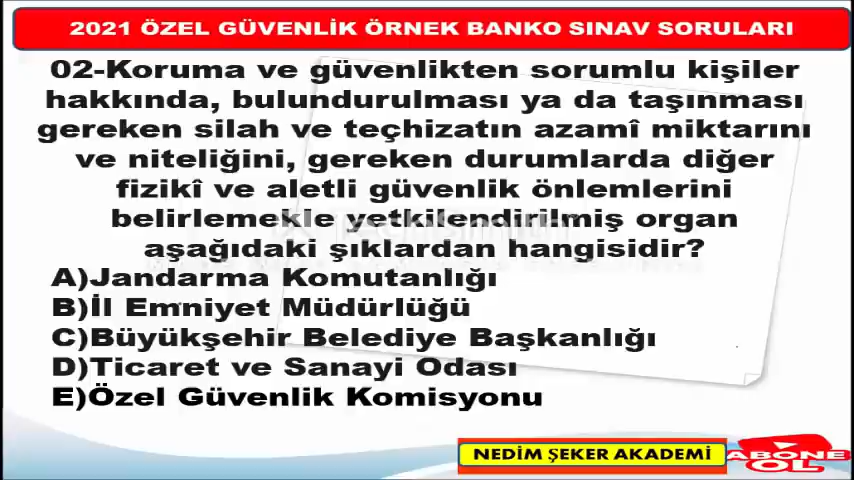 2021 ÖZEL GÜVENLİK ÖRNEK BANKO SINAV SORULARI
02-Koruma ve güvenlikten sorumlu kişiler
hakkında, bulundurulması ya da taşınması
gereken silah ve teçhizatın azamî miktarını
ve niteliğini, gereken durumlarda diğer
fizikî ve aletli güvenlik önlemlerini
belirlemekle yetkilendirilmiş organ
aşağıdaki şıklardan hangisidir?
A)Jandarma Komutanlığı
B)İl Emniyet Müdürlüğü
C)Büyükşehir Belediye Başkanlığı
D)Ticaret ve Sanayi Odası
E)Özel Güvenlik Komisyonu
NEDİM ŞEKER AKADEMİ
ABONE
OL